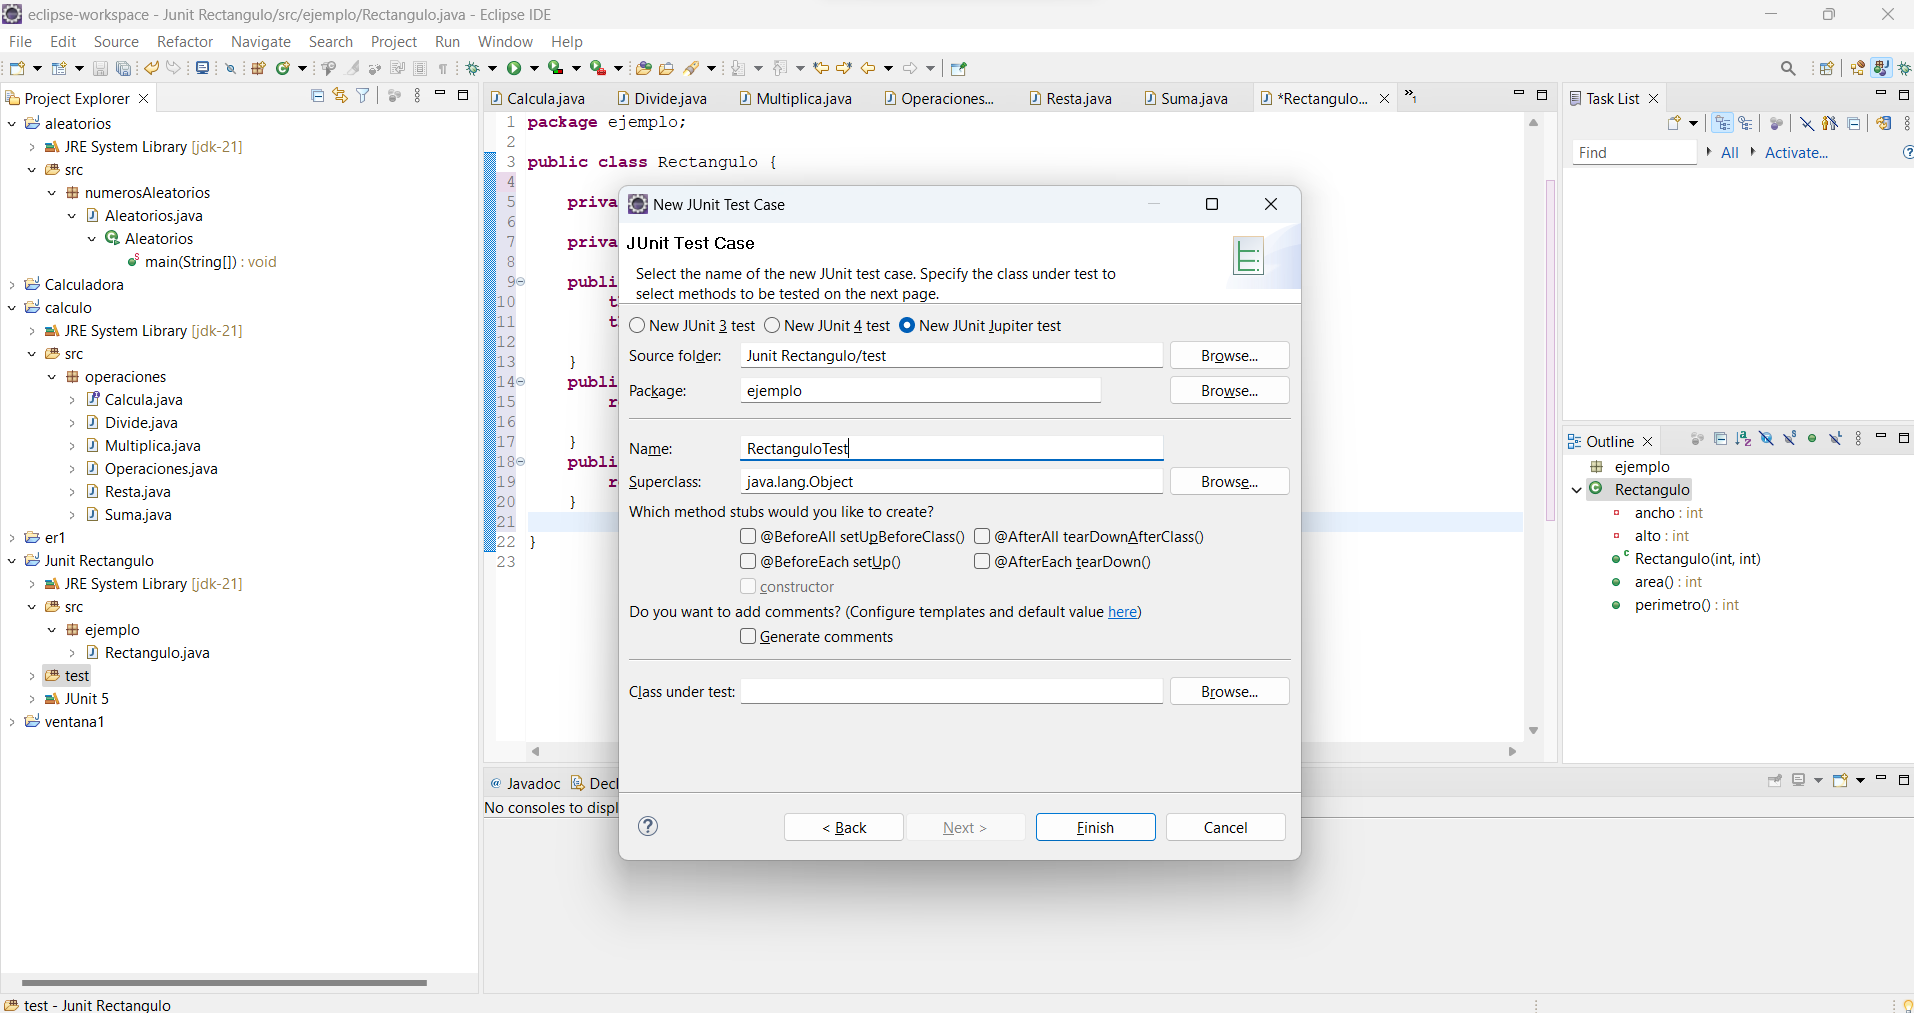 eclipse-workspace - Junit Rectangulo/src/ejemplo/Rectangulo.java - Eclipse IDE
File Edit Source Refactor Navigate Search Project Run Window Help
Project Explorer
aleatorios
JRE System Library [jdk-21]
src
numerosAleatorios
Aleatorios.java
Aleatorios
main(String[]) : void
Calculadora
calculo
JRE System Library [jdk-21]
src
operaciones
Calcula.java
Divide.java
Multiplica.java
Operaciones.java
Resta.java
Suma.java
er1
Junit Rectangulo
JRE System Library [jdk-21]
src
ejemplo
Rectangulo.java
test
JUnit 5
ventana1
Calcula.java Divide.java Multiplica.java Operaciones... Resta.java Suma.java *Rectangulo... »1
1 package ejemplo;
2
3 public class Rectangulo {
4
5 priva
6
7 priva
8
9 publi
10 t
11 t
12
13 }
14 publi
15 r
16
17 }
18 publi
19 r
20 }
21
22 }
23
New JUnit Test Case
JUnit Test Case
Select the name of the new JUnit test case. Specify the class under test to
select methods to be tested on the next page.
New JUnit 3 test New JUnit 4 test New JUnit Jupiter test
Source folder: Junit Rectangulo/test Browse...
Package: ejemplo Browse...
Name: RectanguloTest
Superclass: java.lang.Object Browse...
Which method stubs would you like to create?
@BeforeAll setUpBeforeClass() @AfterAll tearDownAfterClass()
@BeforeEach setUp() @AfterEach tearDown()
constructor
Do you want to add comments? (Configure templates and default value here)
Generate comments
Class under test: Browse...
? < Back Next > Finish Cancel
Task List
Find All Activate... ?
Outline
ejemplo
Rectangulo
ancho : int
alto : int
Rectangulo(int, int)
area() : int
perimetro() : int
@ Javadoc Decl
No consoles to displ
test - Junit Rectangulo